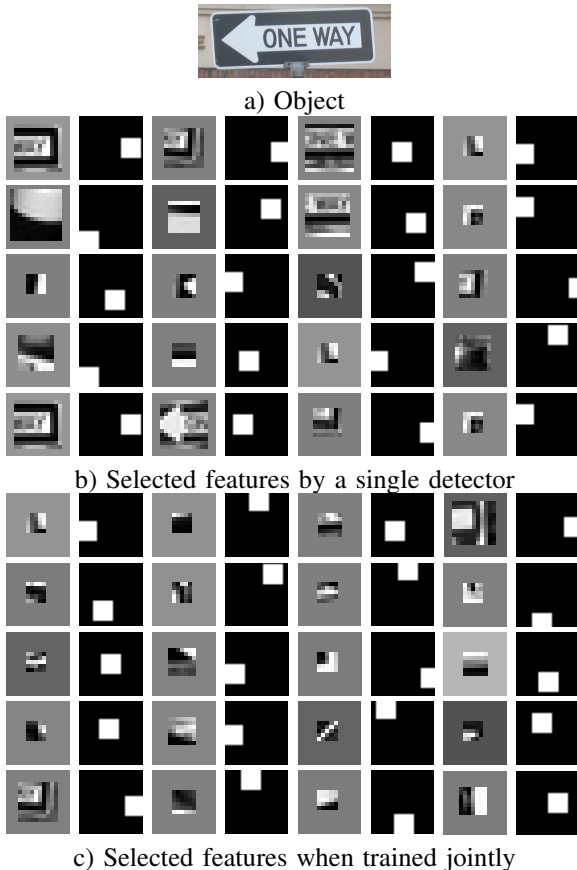 ONE WAY
a) Object
b) Selected features by a single detector
c) Selected features when trained jointly